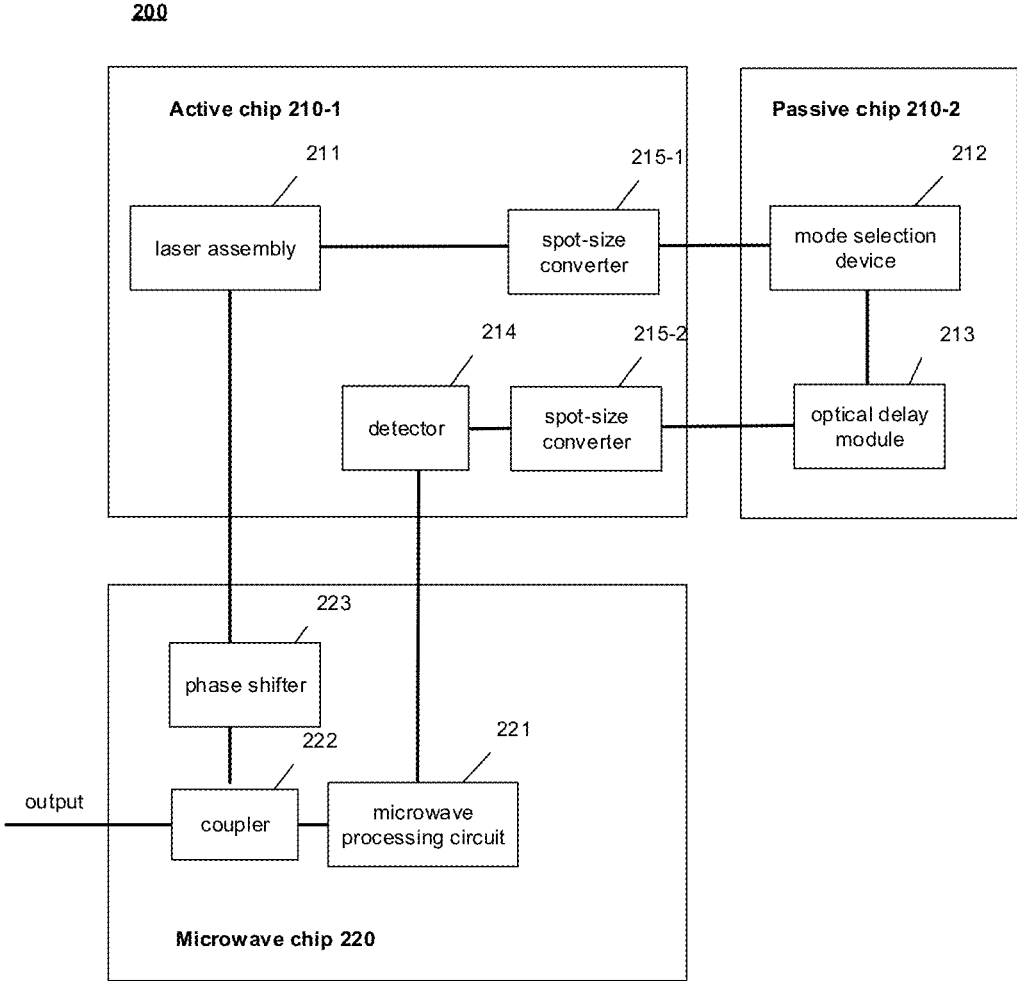 200
Active chip 210-1
Passive chip 210-2
211
215-1
212
laser assembly
spot-size
converter
mode selection
device
214
215-2
213
detector
spot-size
converter
optical delay
module
223
phase shifter
222
221
output
coupler
microwave
processing circuit
Microwave chip 220